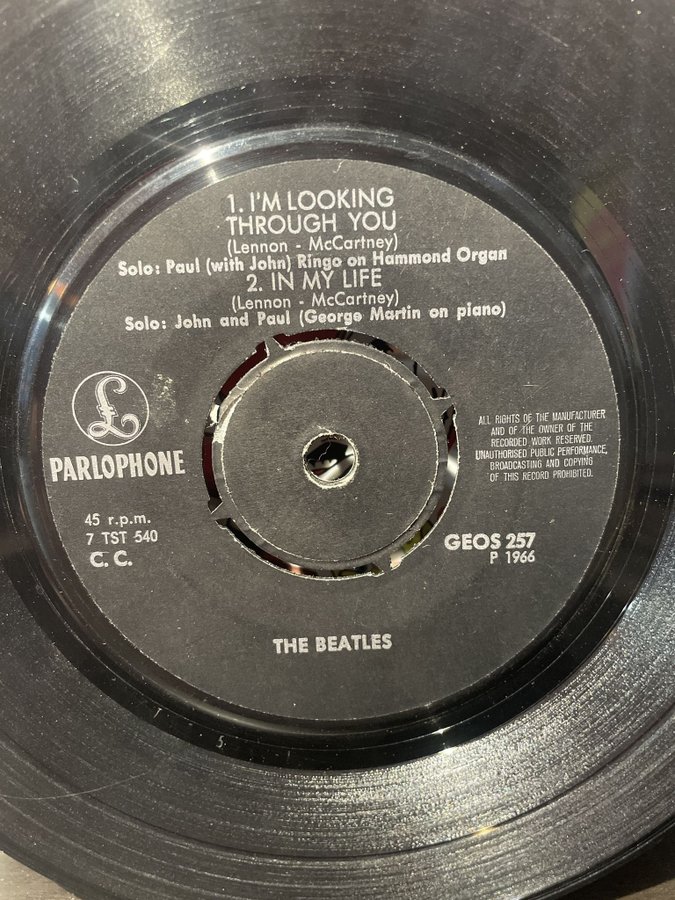 1. I'M LOOKING
THROUGH YOU
(Lennon - McCartney)
Solo: Paul (with John) Ringo on Hammond Organ
2. IN MY LIFE
(Lennon - McCartney)
Solo: John and Paul (George Martin on piano)
£
PARLOPHONE
ALL RIGHTS OF THE MANUFACTURER
AND OF THE OWNER OF THE
RECORDED WORK RESERVED.
UNAUTHORISED PUBLIC PERFORMANCE,
BROADCASTING AND COPYING
OF THIS RECORD PROHIBITED.
45 r.p.m.
7 TST 540
C. C.
GEOS 257
P 1966
THE BEATLES